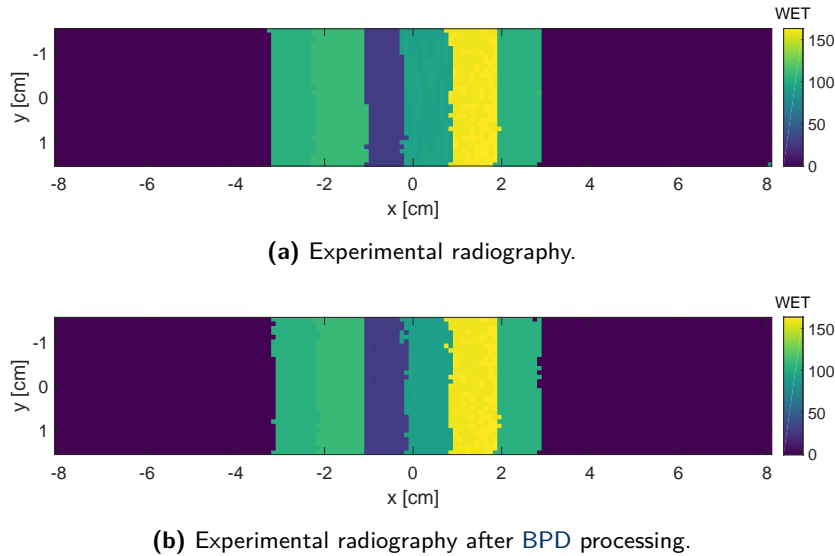 WET
-1
0
1
y [cm]
150
100
50
0
-8 -6 -4 -2 0 2 4 6 8
x [cm]
(a) Experimental radiography.
WET
-1
0
1
y [cm]
150
100
50
0
-8 -6 -4 -2 0 2 4 6 8
x [cm]
(b) Experimental radiography after BPD processing.